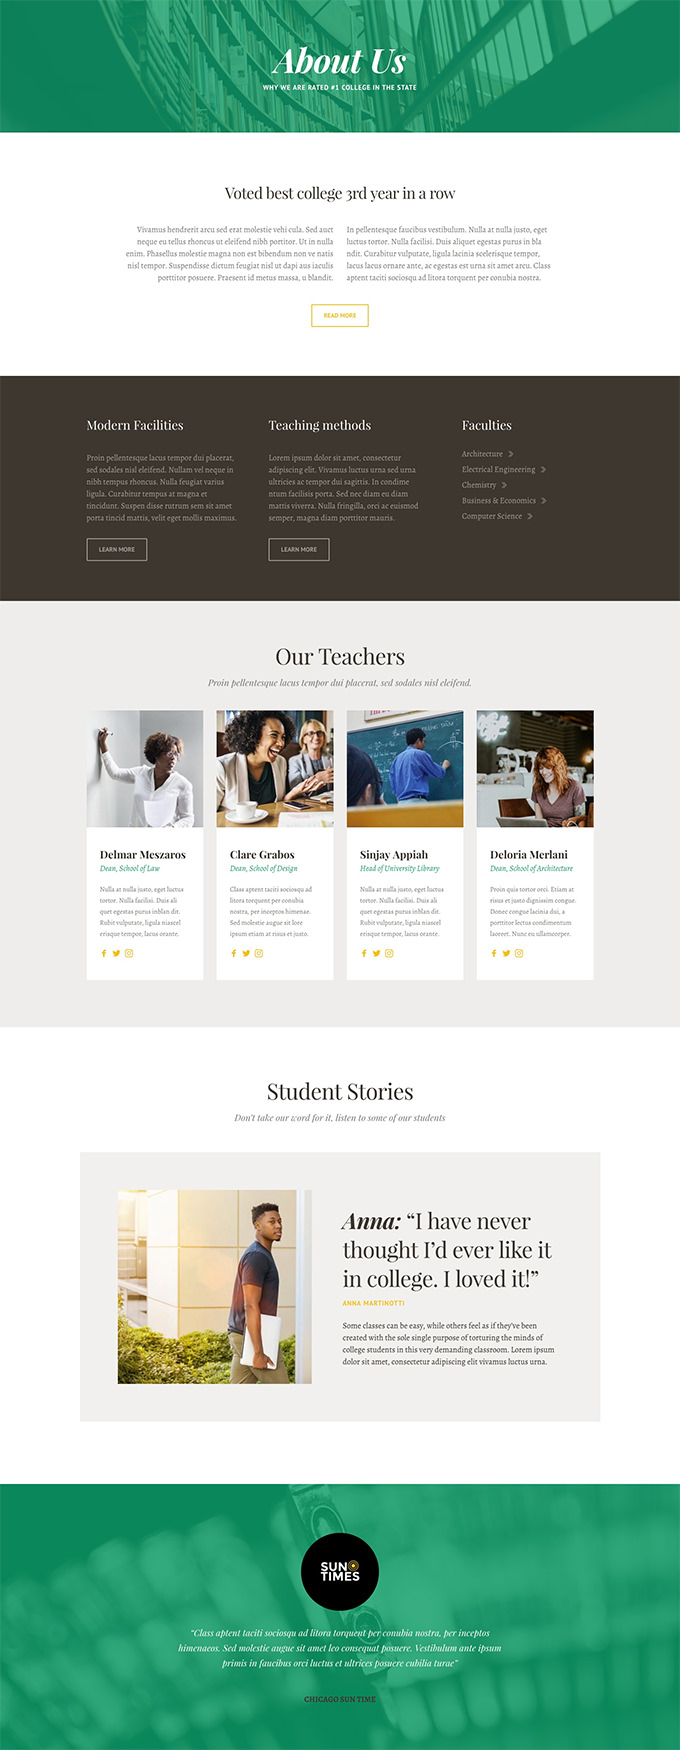 About Us
WHY WE ARE RATED #1 COLLEGE IN THE STATE
Voted best college 3rd year in a row
Vivamus hendrerit arcu sed erat molestie vehi cula. Sed auct
neque eu tellus rhoncus ut eleifend nibh portitor. Ut in nulla
enim. Phasellus molestie magna non est bibendum non ve natis
nisl tempor. Suspendisse dictum feugiat nisl ut dapi aus iaculis
porttitor posuere. Praesent id metus massa, u blandit.
In pellentesque faucibus vestibulum. Nulla at nulla justo, eget
luctus tortor. Nulla facilisi. Duis aliquet egestas purus in bla
ndit. Curabitur vulputate, ligula lacinia scelerisque tempor,
lacus lacus ornare ante, ac egestas est urna sit amet arcu. Class
aptent taciti sociosqu ad litora torquent per conubia nostra.
READ MORE
Modern Facilities
Proin pellentesque lacus tempor dui placerat,
sed sodales nisl eleifend. Nullam vel neque in
nibh tempus rhoncus. Nulla feugiat varius
ligula. Curabitur tempus at magna et
tincidunt. Suspen disse rutrum sem sit amet
porta tincid mattis, velit eget mollis maximus.
LEARN MORE
Teaching methods
Lorem ipsum dolor sit amet, consectetur
adipiscing elit. Vivamus luctus urna sed urna
ultricies ac tempor dui sagittis. In condime
ntum facilisis porta. Sed nec diam eu diam
mattis viverra. Nulla fringilla, orci ac euismod
semper, magna diam porttitor mauris.
LEARN MORE
Faculties
Architecture
Electrical Engineering
Chemistry
Business & Economics
Computer Science
Our Teachers
Proin pellentesque lacus tempor dui placerat, sed sodales nisl eleifend.
Delmar Meszaros
Dean, School of Law
Nulla at nulla justo, eget luctus
tortor. Nulla facilisi. Duis ali
quet egestas purus inblan dit.
Rubit vulputate, ligula niascel
erisque tempor, lacus orante.
Clare Grabos
Dean, School of Design
Class aptent taciti sociosqu ad
litora torquent per conubia
nostra, per inceptos himenae.
Sed molestie augue sit lore
ipsum etiam at risus et justo.
Sinjay Appiah
Head of University Library
Nulla at nulla justo, eget luctus
tortor. Nulla facilisi. Duis ali
quet egestas purus inblan dit.
Rubit vulputate, ligula niascel
erisque tempor, lacus orante.
Deloria Merlani
Dean, School of Architecture
Proin quis tortor orci. Etiam at
risus et justo dignissim congue.
Donec congue lacinia dui, a
porttitor lectus condimentum
laoreet. Nunc eu ullamcorper.
Student Stories
Don't take our word for it, listen to some of our students
Anna: “I have never
thought I’d ever like it
in college. I loved it!”
ANNA MARTINOTTI
Some classes can be easy, while others feel as if they've been
created with the sole single purpose of torturing the minds of
college students in this very demanding classroom. Lorem ipsum
dolor sit amet, consectetur adipiscing elit vivamus luctus urna.
SUN
TIMES
“Class aptent taciti sociosqu ad litora torquent per conubia nostra, per inceptos
himenaeos. Sed molestie augue sit amet leo consequat posuere. Vestibulum ante ipsum
primis in faucibus orci luctus et ultrices posuere cubilia turae”
CHICAGO SUN TIME